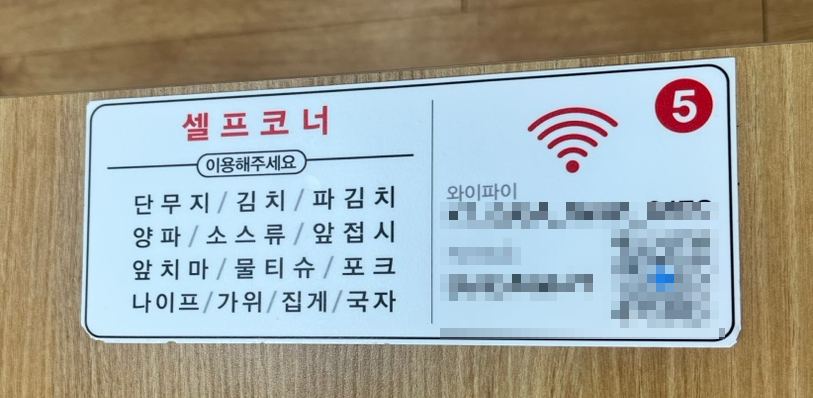 셀프코너
이용해주세요
단무지 / 김치 / 파김치
양파 / 소스류 / 앞접시
앞치마 / 물티슈 / 포크
나이프 / 가위 / 집게 / 국자
5
와이파이